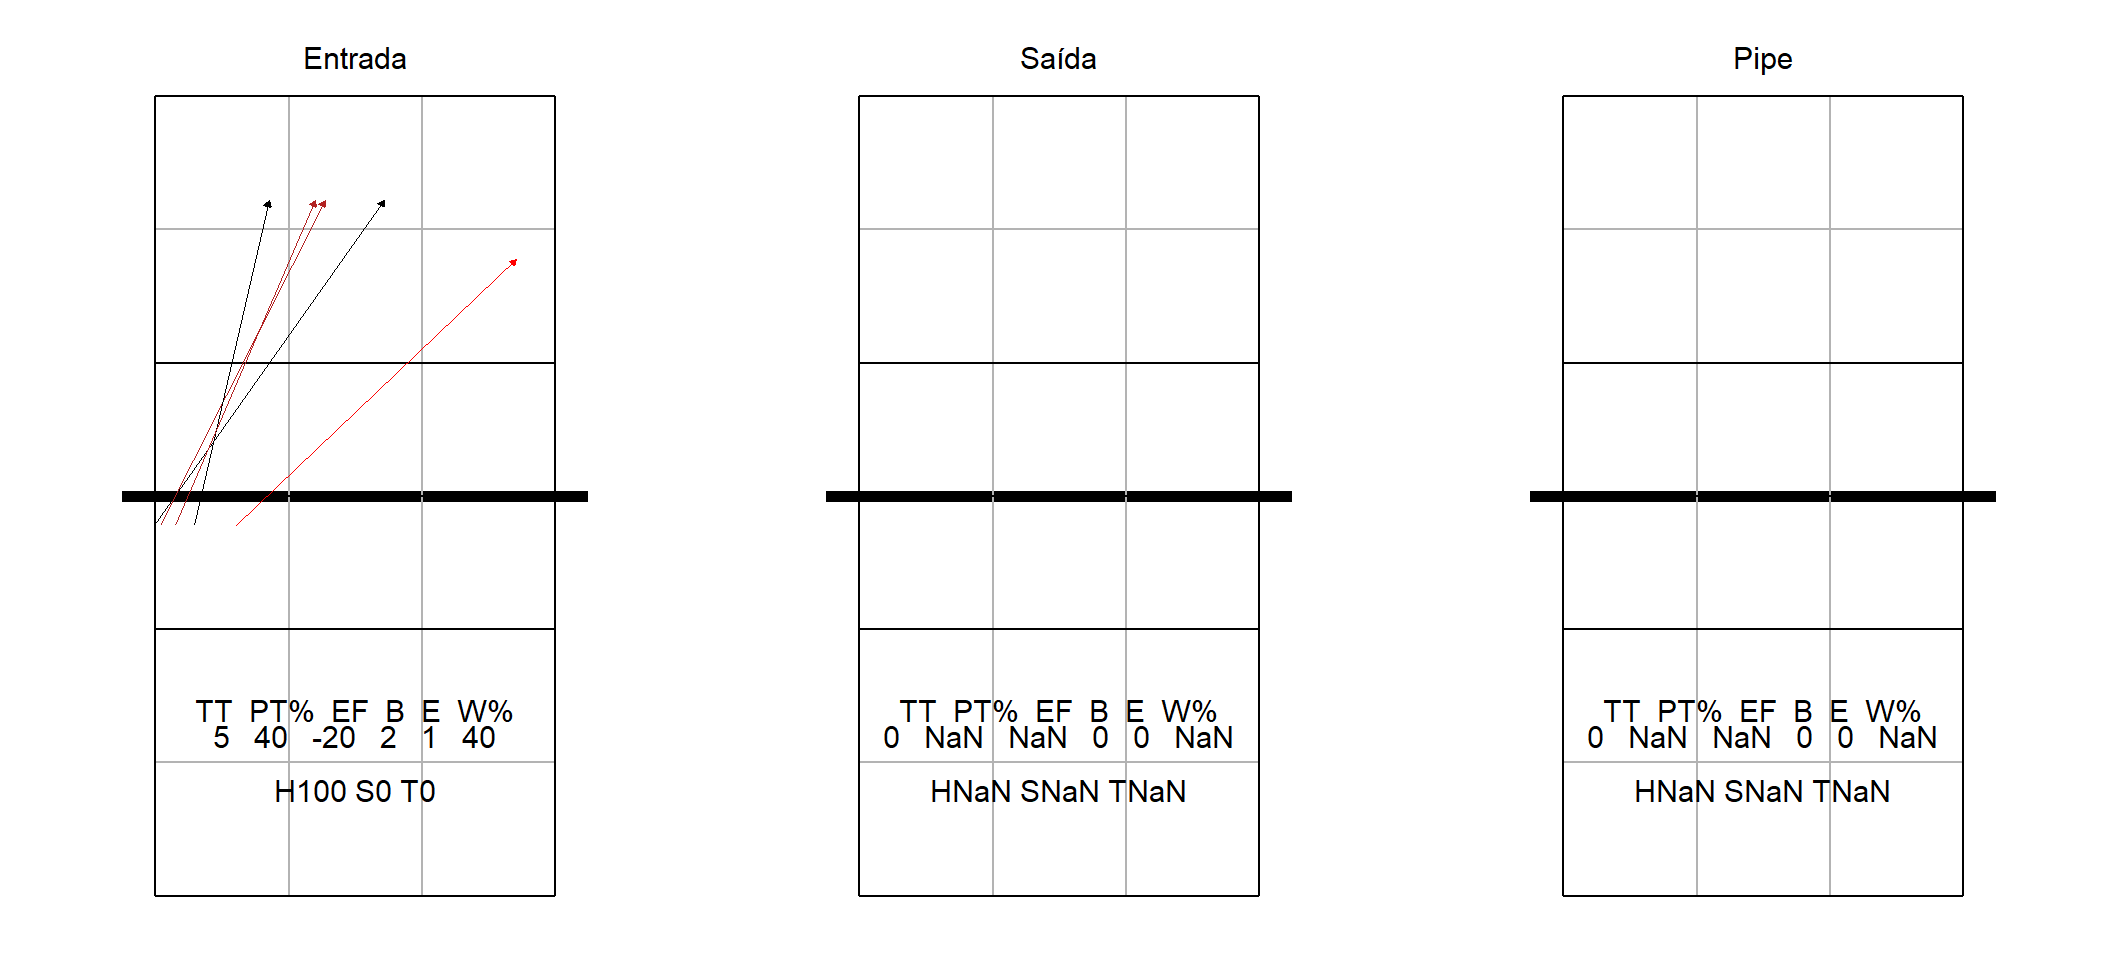 Entrada
TT PT% EF B E W%
5 40 -20 2 1 40
H100 S0 T0
Saída
TT PT% EF B E W%
0 NaN NaN 0 0 NaN
HNaN SNaN TNaN
Pipe
TT PT% EF B E W%
0 NaN NaN 0 0 NaN
HNaN SNaN TNaN